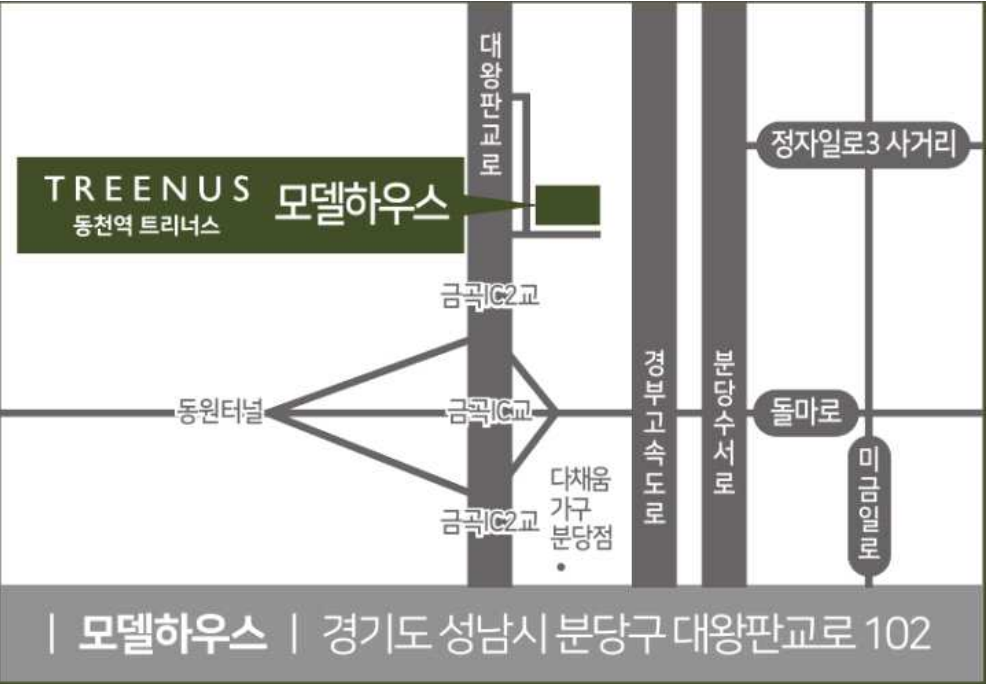 대왕판교로
정자일로3 사거리
TREENUS
동천역 트리너스
모델하우스
금곡IC2교
경부고속도로
분당수서로
동원터널
금곡IC교
돌마로
미금일로
다채움
가구
분당점
금곡IC2교
| 모델하우스 | 경기도 성남시 분당구 대왕판교로 102